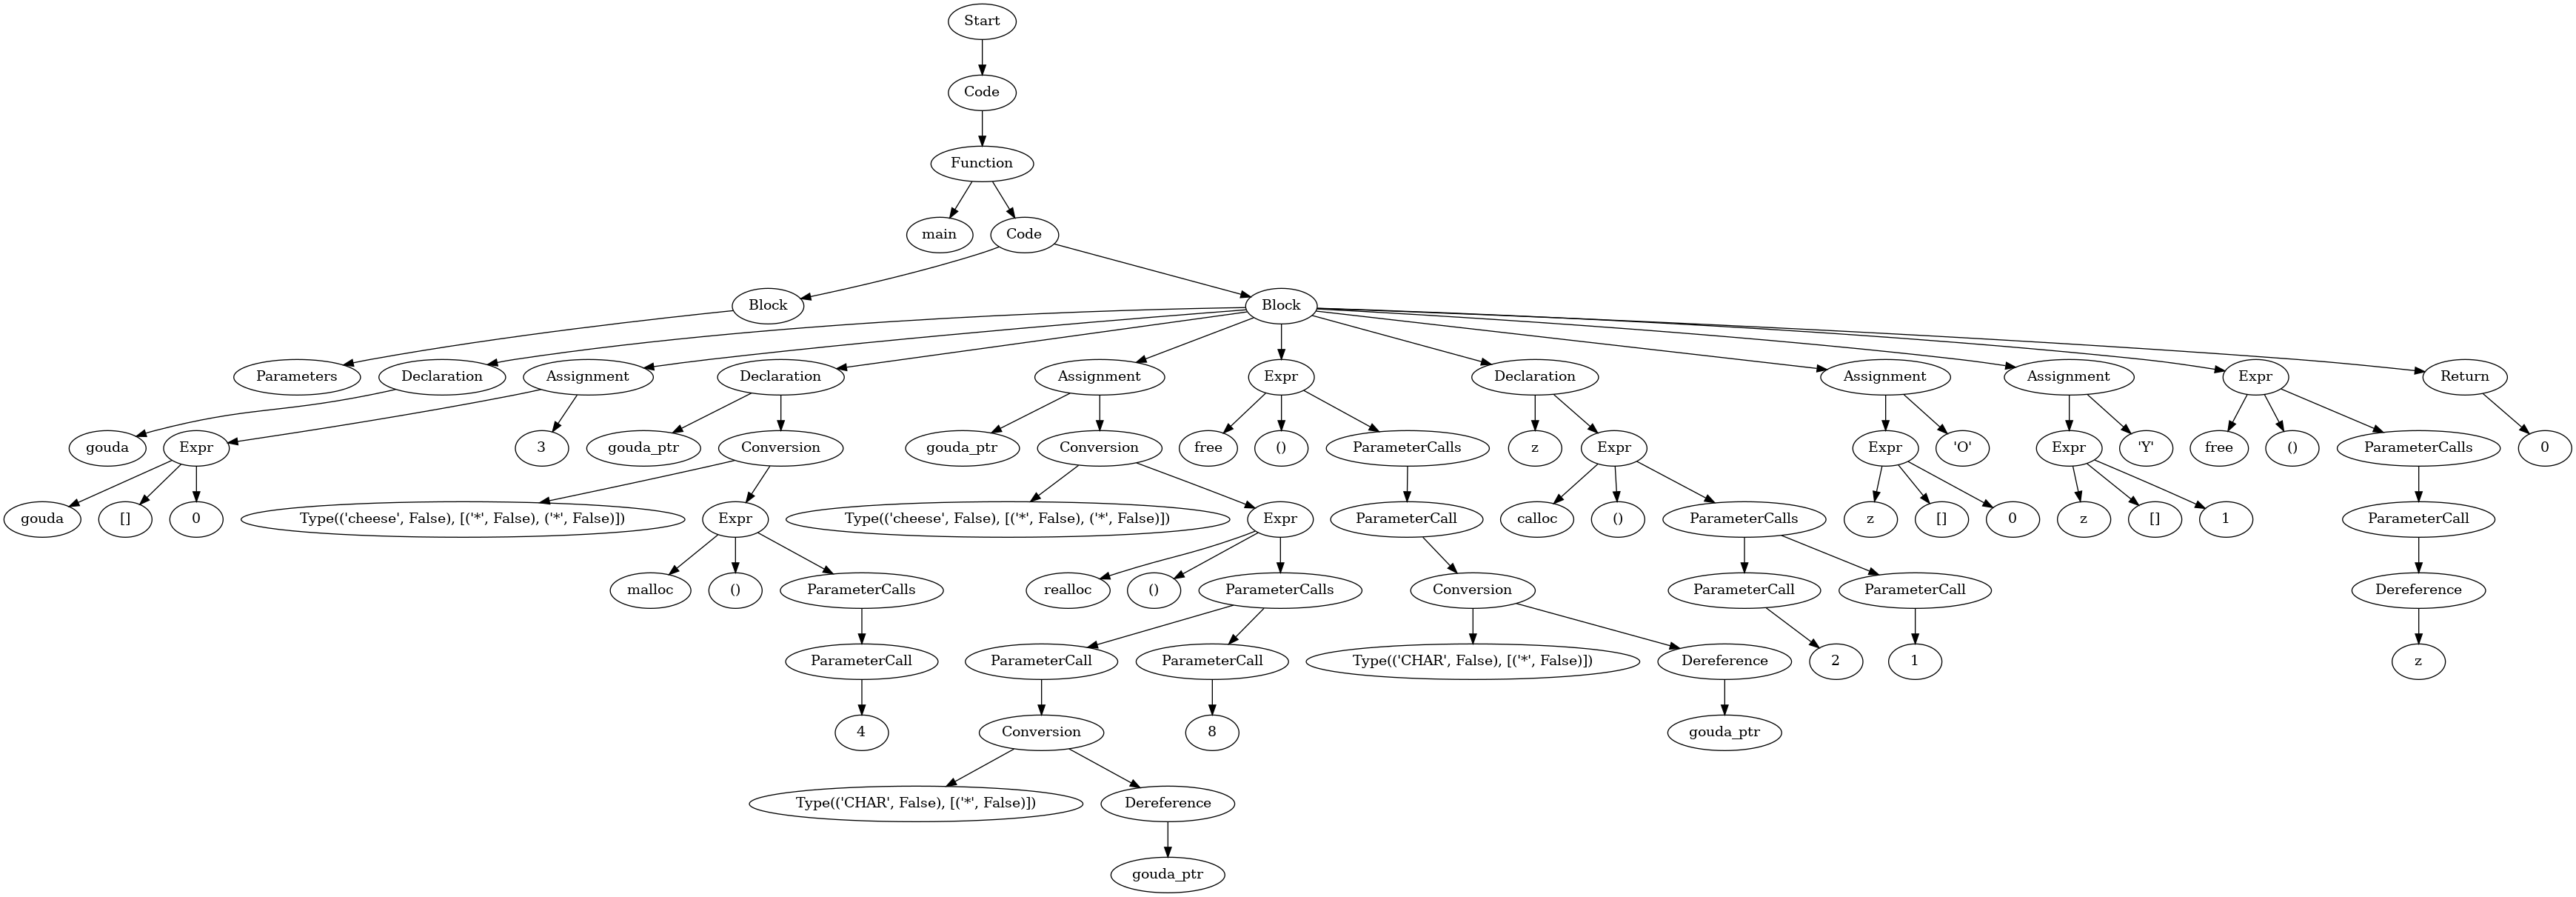 Start
Code
Function
main
Code
Block
Block
Parameters
Declaration
Assignment
Declaration
Assignment
Expr
Declaration
Assignment
Assignment
Expr
Return
gouda
Expr
3
gouda_ptr
Conversion
gouda_ptr
Conversion
free
()
ParameterCalls
z
Expr
Expr
'O'
Expr
'Y'
free
()
ParameterCalls
0
gouda
[]
0
Type(('cheese', False), [('*', False), ('*', False)])
Expr
Type(('cheese', False), [('*', False), ('*', False)])
Expr
ParameterCall
calloc
()
ParameterCalls
z
[]
0
z
[]
1
ParameterCall
malloc
()
ParameterCalls
realloc
()
ParameterCalls
Conversion
ParameterCall
ParameterCall
Dereference
ParameterCall
ParameterCall
ParameterCall
Type(('CHAR', False), [('*', False)])
Dereference
2
1
z
4
Conversion
8
gouda_ptr
Type(('CHAR', False), [('*', False)])
Dereference
gouda_ptr